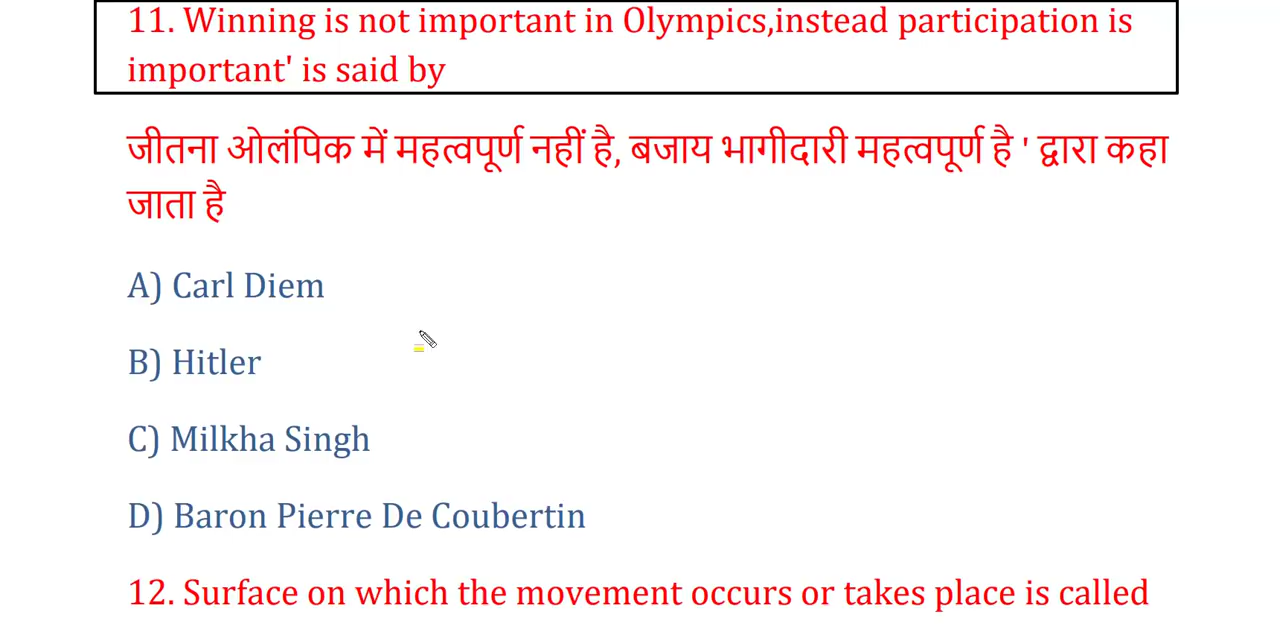 11. Winning is not important in Olympics,instead participation is
important' is said by
जीतना ओलंपिक में महत्वपूर्ण नहीं है, बजाय भागीदारी महत्वपूर्ण है ' द्वारा कहा
जाता है
A) Carl Diem
B) Hitler
C) Milkha Singh
D) Baron Pierre De Coubertin
12. Surface on which the movement occurs or takes place is called